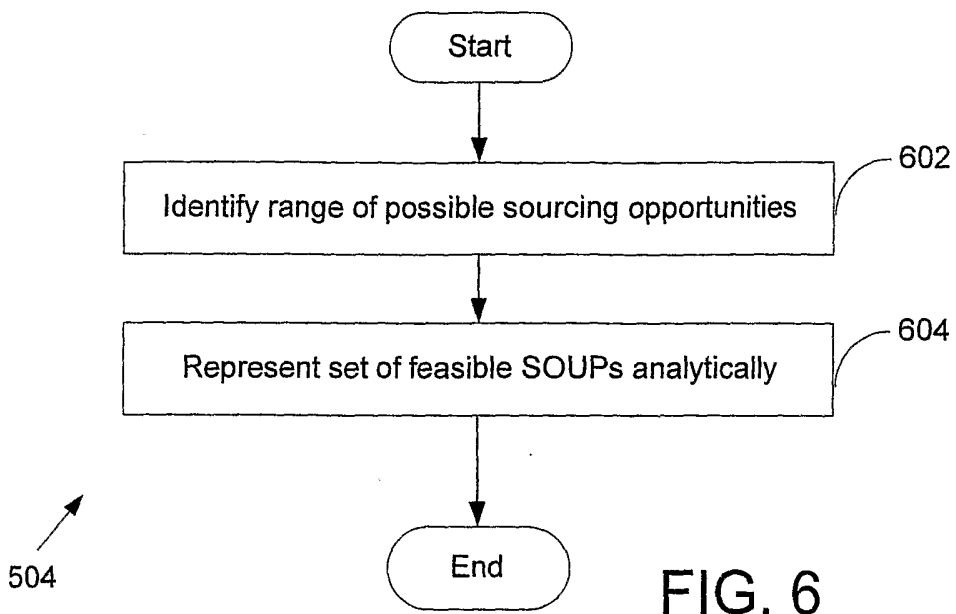 Start
602
Identify range of possible sourcing opportunities
604
Represent set of feasible SOUPs analytically
504
End
FIG. 6